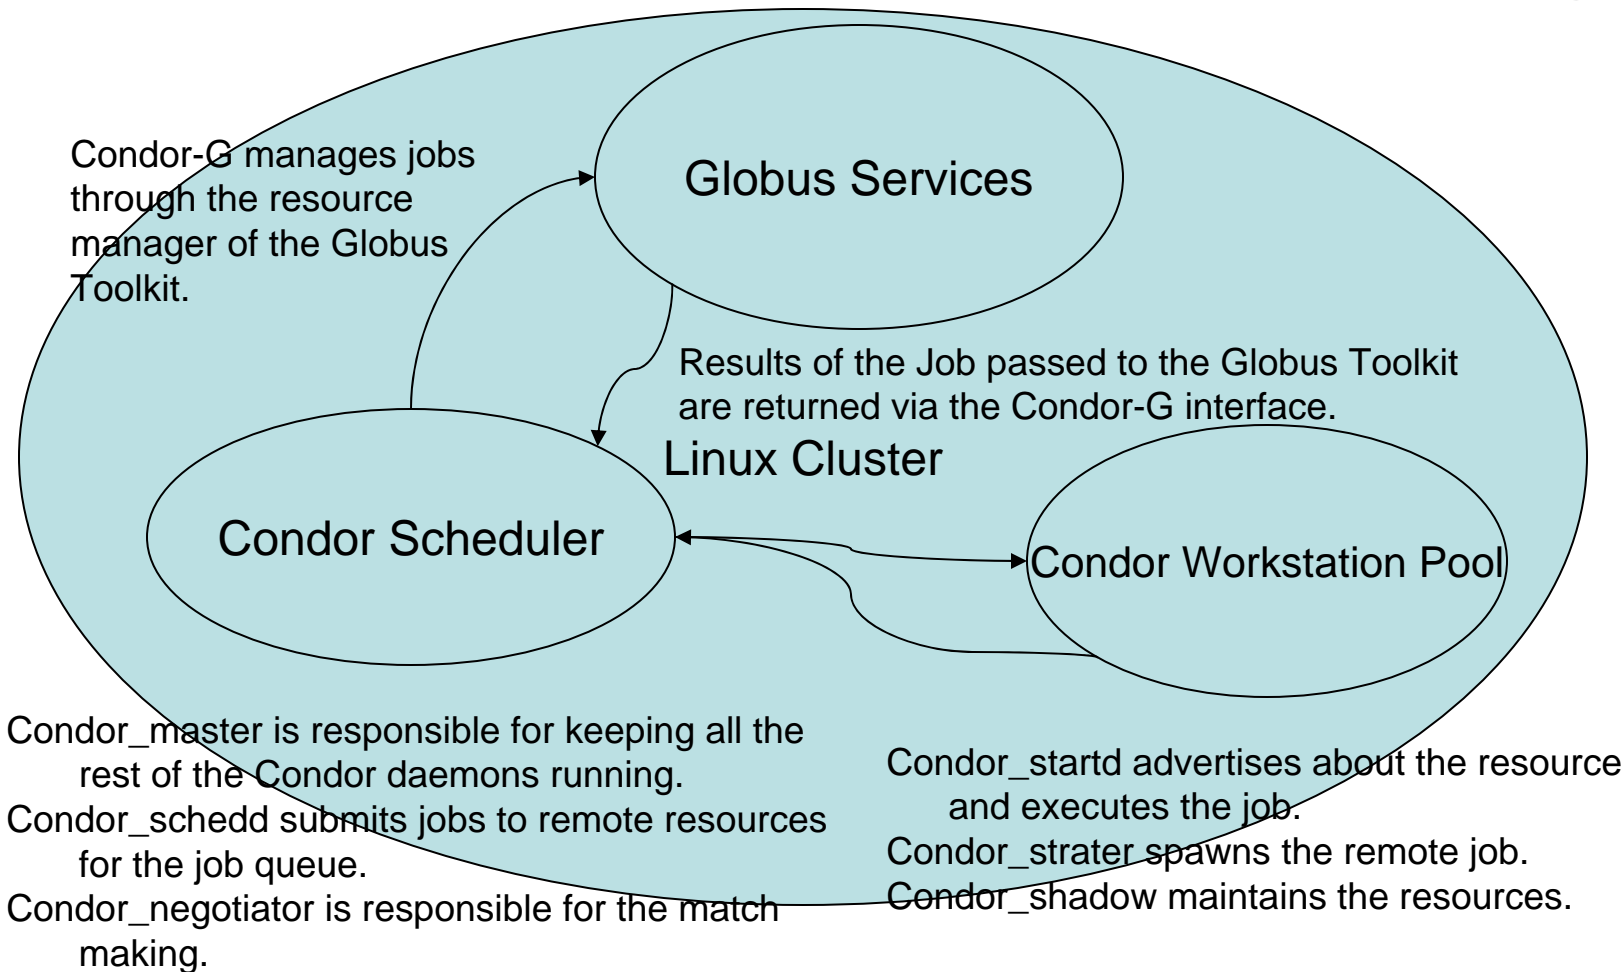 Globus Services
Condor-G manages jobs
through the resource
manager of the Globus
Toolkit.
Results of the Job passed to the Globus Toolkit
are returned via the Condor-G interface.
Linux Cluster
Condor Scheduler
Condor Workstation Pool
Condor_master is responsible for keeping all the
rest of the Condor daemons running.
Condor_schedd submits jobs to remote resources
for the job queue.
Condor_negotiator is responsible for the match
making.
Condor_startd advertises about the resource
and executes the job.
Condor_strater spawns the remote job.
Condor_shadow maintains the resources.